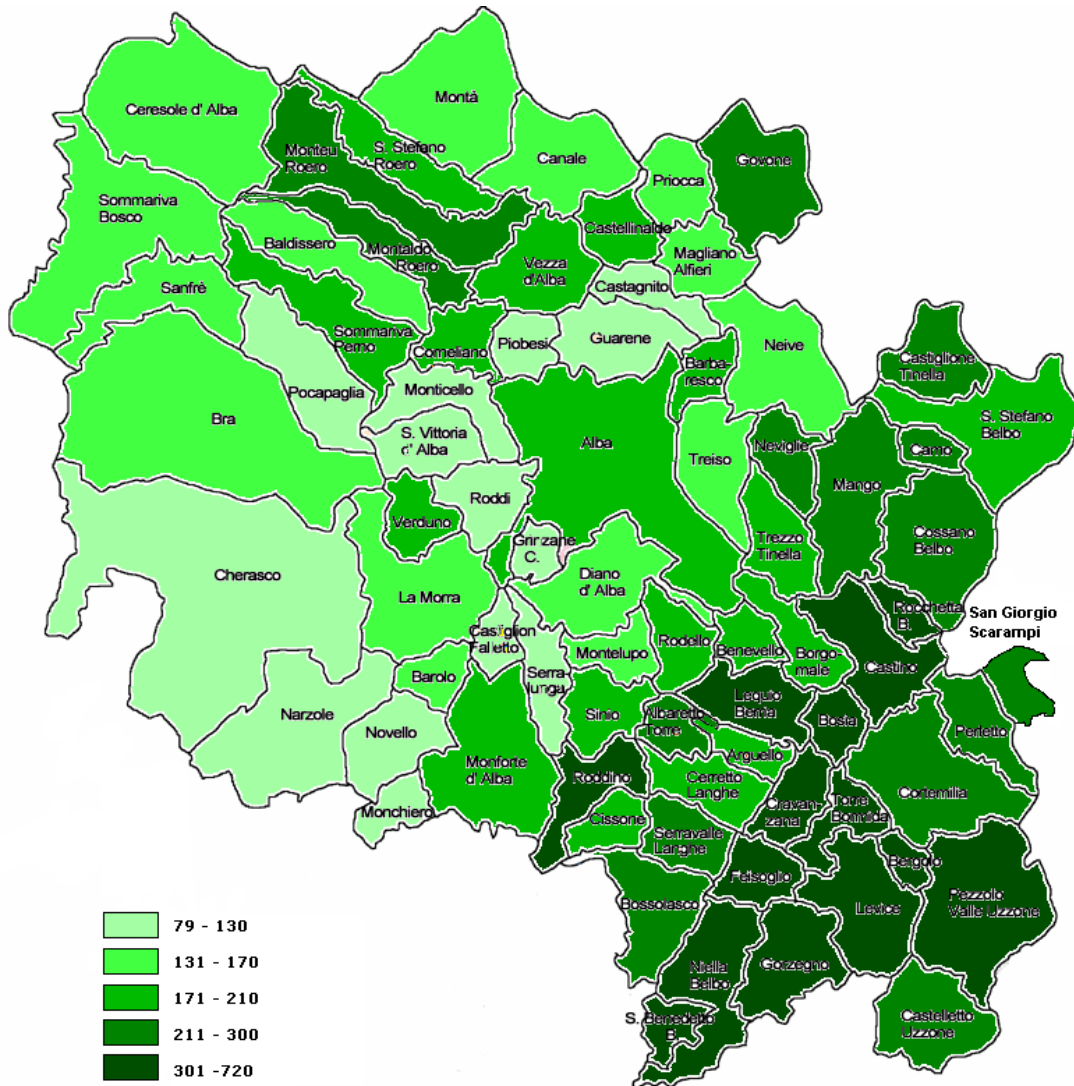 Ceresole d' Alba
Montá
Monteu
Roero
S. Stefano
Roero
Canale
Priocca
Govone
Sommariva
Bosco
Baldissero
Montaldo
Roero
Castellinaldo
Vezza
d'Alba
Magliano
Alfieri
Sanfrè
Castagnito
Sommariva
Perno
Corneliano
Piobesi
Guarene
Neive
Barba-
resco
Castiglione
Tinella
Pocapaglia
Monticello
Bra
S. Vittoria
d' Alba
Alba
Treiso
Neviglie
S. Stefano
Belbo
Camo
Mango
Roddi
Verduno
Cossano
Belbo
Trezzo
Tinella
Grinzane
C.
Cherasco
Diano
d' Alba
La Morra
Rocchetta
B.
San Giorgio
Scarampi
Castiglion
Falletto
Montelupo
Rodello
Benevello
Borgo-
male
Castino
Barolo
Serra-
lunga
Narzole
Novello
Sinio
Albaretto
Torre
Lequio
Berria
Bosia
Perletto
Arguello
Monforte
d' Alba
Roddino
Cerretto
Langhe
Cravan-
zana
Torre
Bormida
Cortemilia
Monchiero
Cissone
Serravalle
Langhe
Bergolo
Feisoglio
Bossolasco
Levice
Pezzolo
Valle Uzzone
Niella
Belbo
Gorzegno
S. Benedetto
B.
Castelletto
Uzzone
79 - 130
131 - 170
171 - 210
211 - 300
301 -720